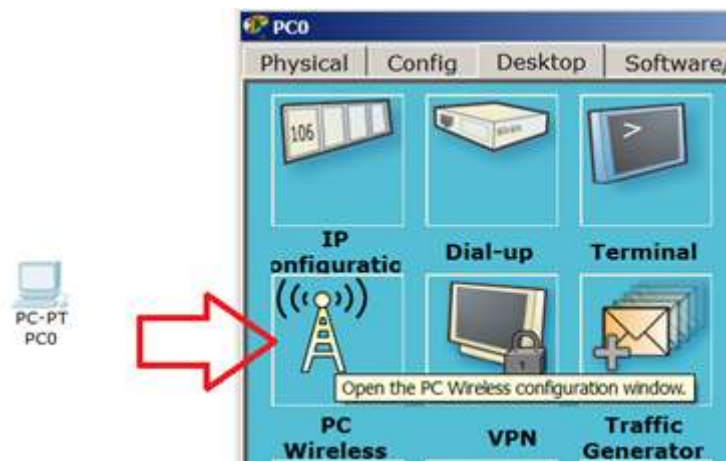 PC0
Physical Config Desktop Software/
106
>
IP
onfiguratio
Dial-up
Terminal
PC-PT
PC0
Open the PC Wireless configuration window.
PC
Wireless
VPN
Traffic
Generator